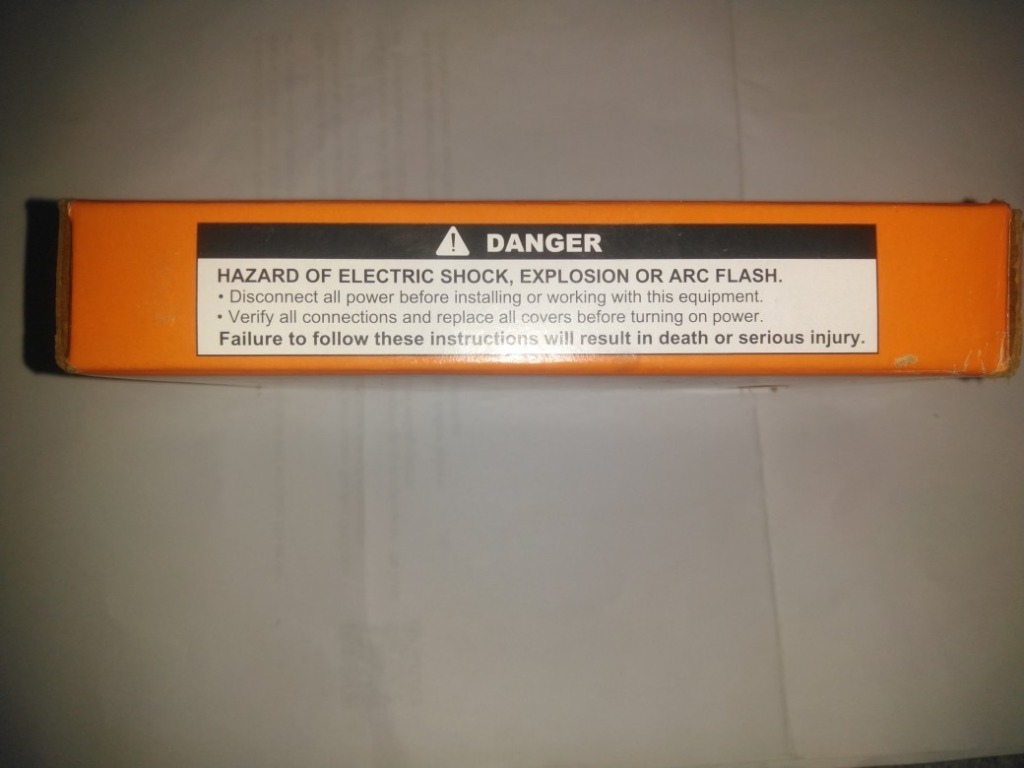 DANGER
HAZARD OF ELECTRIC SHOCK, EXPLOSION OR ARC FLASH.
• Disconnect all power before installing or working with this equipment.
• Verify all connections and replace all covers before turning on power.
Failure to follow these instructions will result in death or serious injury.